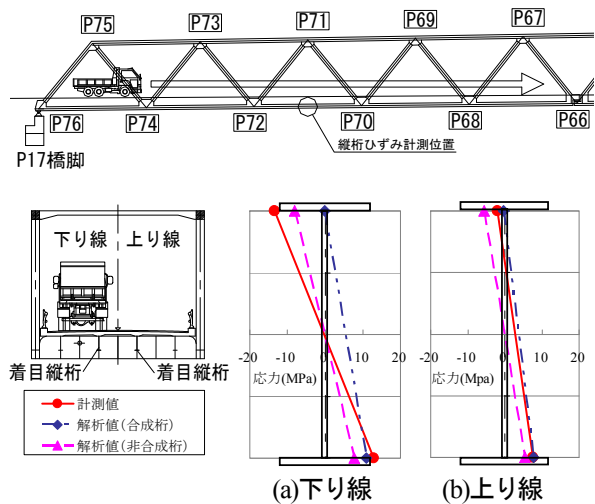 P75 P73 P71 P69 P67
P76 P74 P72 P70 P68 P66
縦桁ひずみ計測位置
P17橋脚
下り線 上り線
着目縦桁 着目縦桁
計測値
解析値(合成桁)
解析値(非合成桁)
応力(MPa)
-20 -10 0 10 20
(a)下り線
応力(Mpa)
-20 -10 0 10 20
(b)上り線